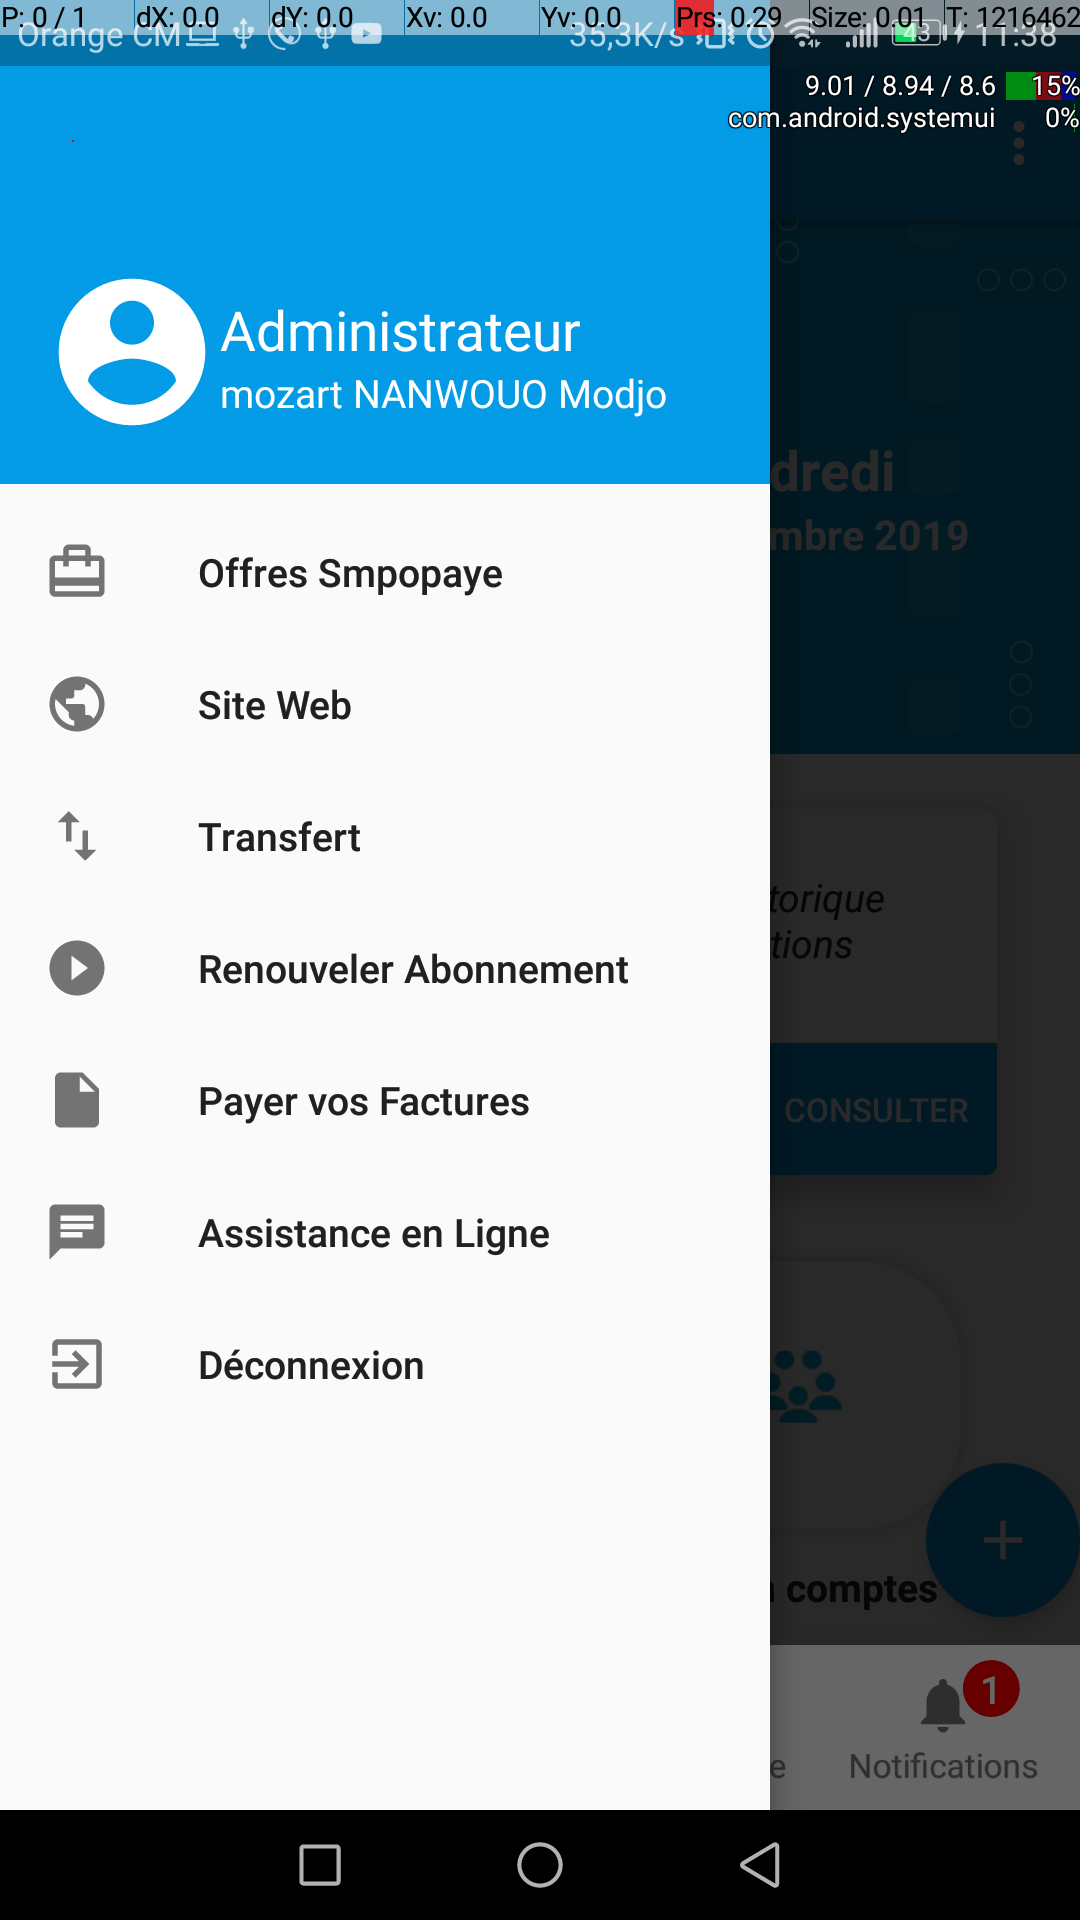 P: 0 / 1 dX: 0.0 dY: 0.0 Xv: 0.0 Yv: 0.0 Prs: 0.29 Size: 0.01 T: 1216462
Orange CM 35,3K/s 43 11:38
9.01 / 8.94 / 8.6 15%
com.android.systemui 0%
Administrateur
mozart NANWOUO Modjo
dredi
mbre 2019
Offres Smpopaye
Site Web
Transfert
torique
tions
Renouveler Abonnement
Payer vos Factures
CONSULTER
Assistance en Ligne
Déconnexion
comptes
1
e Notifications